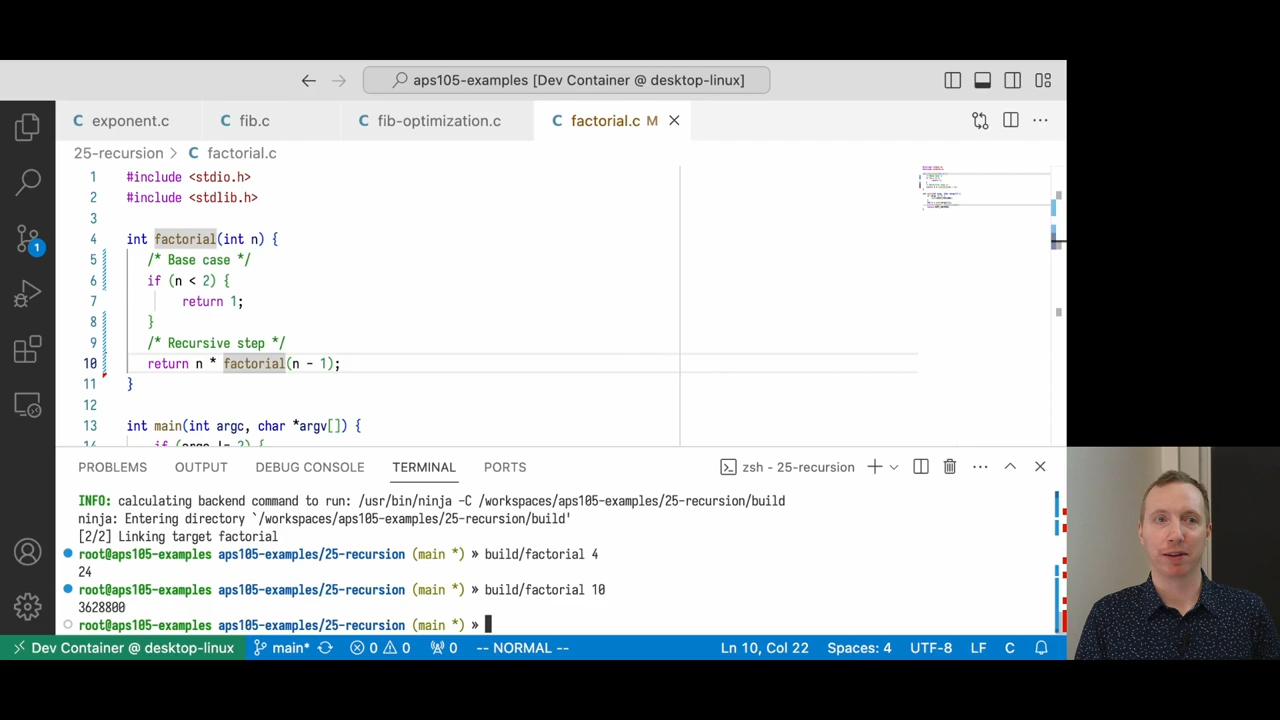 aps105-examples [Dev Container @ desktop-linux]
C exponent.c C fib.c C fib-optimization.c C factorial.c M
25-recursion > C factorial.c
1 #include <stdio.h>
2 #include <stdlib.h>
3
4 int factorial(int n) {
5 /* Base case */
6 if (n < 2) {
7 return 1;
8 }
9 /* Recursive step */
10 return n * factorial(n - 1);
11 }
12
13 int main(int argc, char *argv[]) {
14 if (argc != 2) {
1
PROBLEMS OUTPUT DEBUG CONSOLE TERMINAL PORTS zsh - 25-recursion
INFO: calculating backend command to run: /usr/bin/ninja -C /workspaces/aps105-examples/25-recursion/build
ninja: Entering directory `/workspaces/aps105-examples/25-recursion/build'
[2/2] Linking target factorial
root@aps105-examples aps105-examples/25-recursion (main *) » build/factorial 4
24
root@aps105-examples aps105-examples/25-recursion (main *) » build/factorial 10
3628800
root@aps105-examples aps105-examples/25-recursion (main *) »
Dev Container @ desktop-linux main* 0 0 0 -- NORMAL -- Ln 10, Col 22 Spaces: 4 UTF-8 LF C